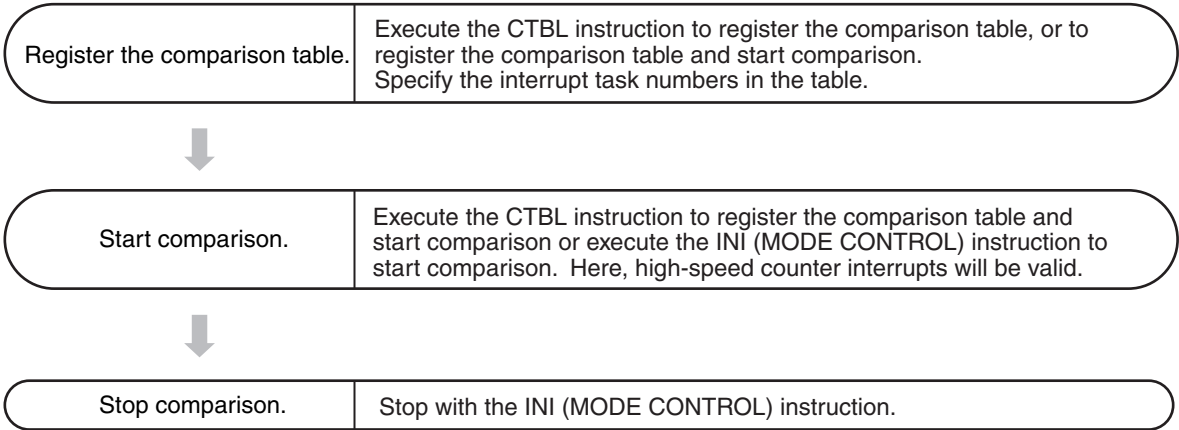 Register the comparison table.
Execute the CTBL instruction to register the comparison table, or to
register the comparison table and start comparison.
Specify the interrupt task numbers in the table.
Start comparison.
Execute the CTBL instruction to register the comparison table and
start comparison or execute the INI (MODE CONTROL) instruction to
start comparison.  Here, high-speed counter interrupts will be valid.
Stop comparison.
Stop with the INI (MODE CONTROL) instruction.